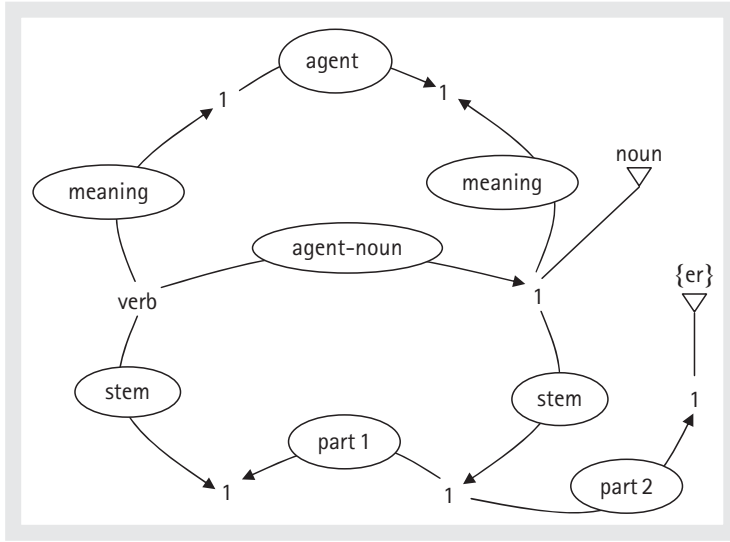 agent
1
1
noun
meaning
meaning
agent-noun
{er}
verb
1
stem
stem
1
part 1
part 2
1
1